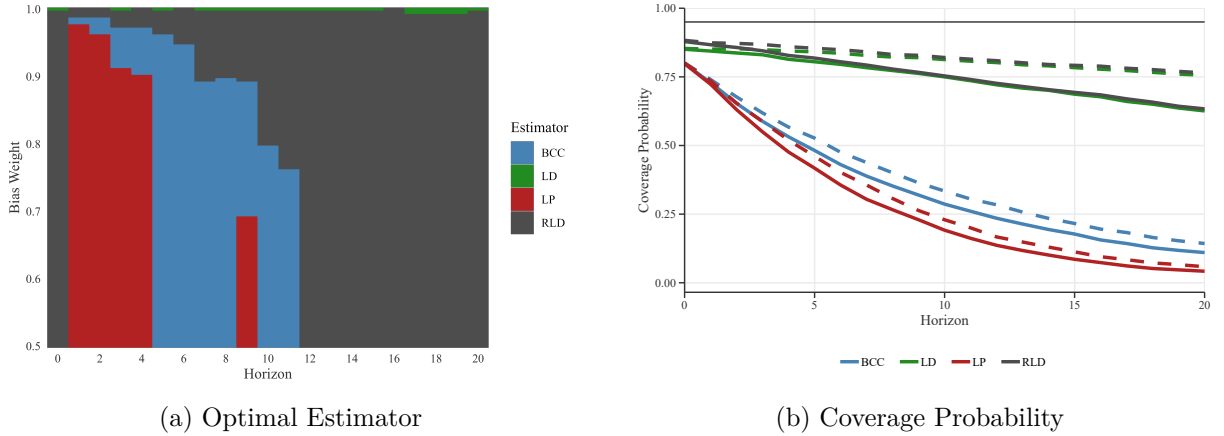 1.0
0.9
0.8
0.7
0.6
0.5
Bias Weight
0 2 4 6 8 10 12 14 16 18 20
Horizon
Estimator
BCC
LD
LP
RLD
(a) Optimal Estimator
1.00
0.75
0.50
0.25
0.00
Coverage Probability
0 5 10 15 20
Horizon
BCC LD LP RLD
(b) Coverage Probability